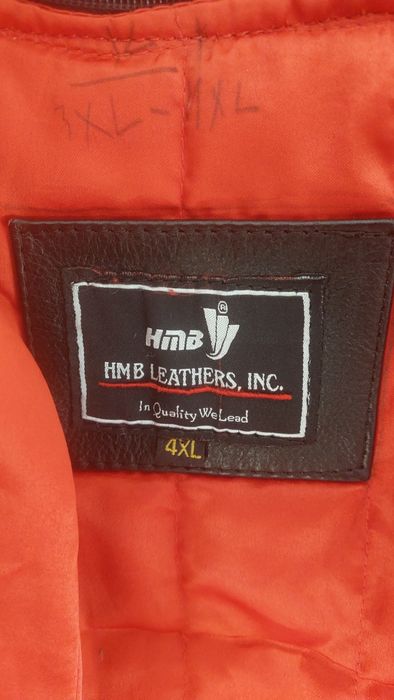 3XL - 4XL
®
HMB
HMB LEATHERS, INC.
In Quality We Lead
4XL